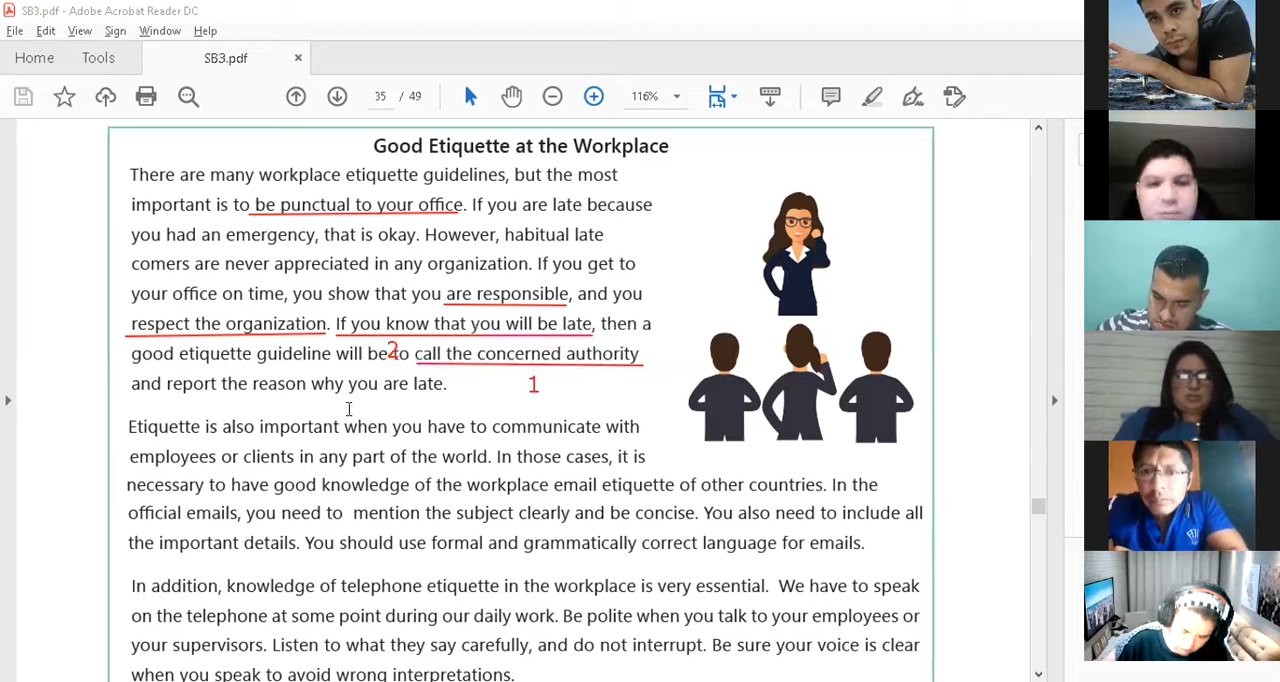 SB3.pdf - Adobe Acrobat Reader DC
File Edit View Sign Window Help
Home Tools SB3.pdf ×
35 / 49 116%
Good Etiquette at the Workplace
There are many workplace etiquette guidelines, but the most
important is to be punctual to your office. If you are late because
you had an emergency, that is okay. However, habitual late
comers are never appreciated in any organization. If you get to
your office on time, you show that you are responsible, and you
respect the organization. If you know that you will be late, then a
good etiquette guideline will be to call the concerned authority
2
and report the reason why you are late.
1
Etiquette is also important when you have to communicate with
employees or clients in any part of the world. In those cases, it is
necessary to have good knowledge of the workplace email etiquette of other countries. In the
official emails, you need to mention the subject clearly and be concise. You also need to include all
the important details. You should use formal and grammatically correct language for emails.
In addition, knowledge of telephone etiquette in the workplace is very essential. We have to speak
on the telephone at some point during our daily work. Be polite when you talk to your employees or
your supervisors. Listen to what they say carefully, and do not interrupt. Be sure your voice is clear
when you speak to avoid wrong interpretations.